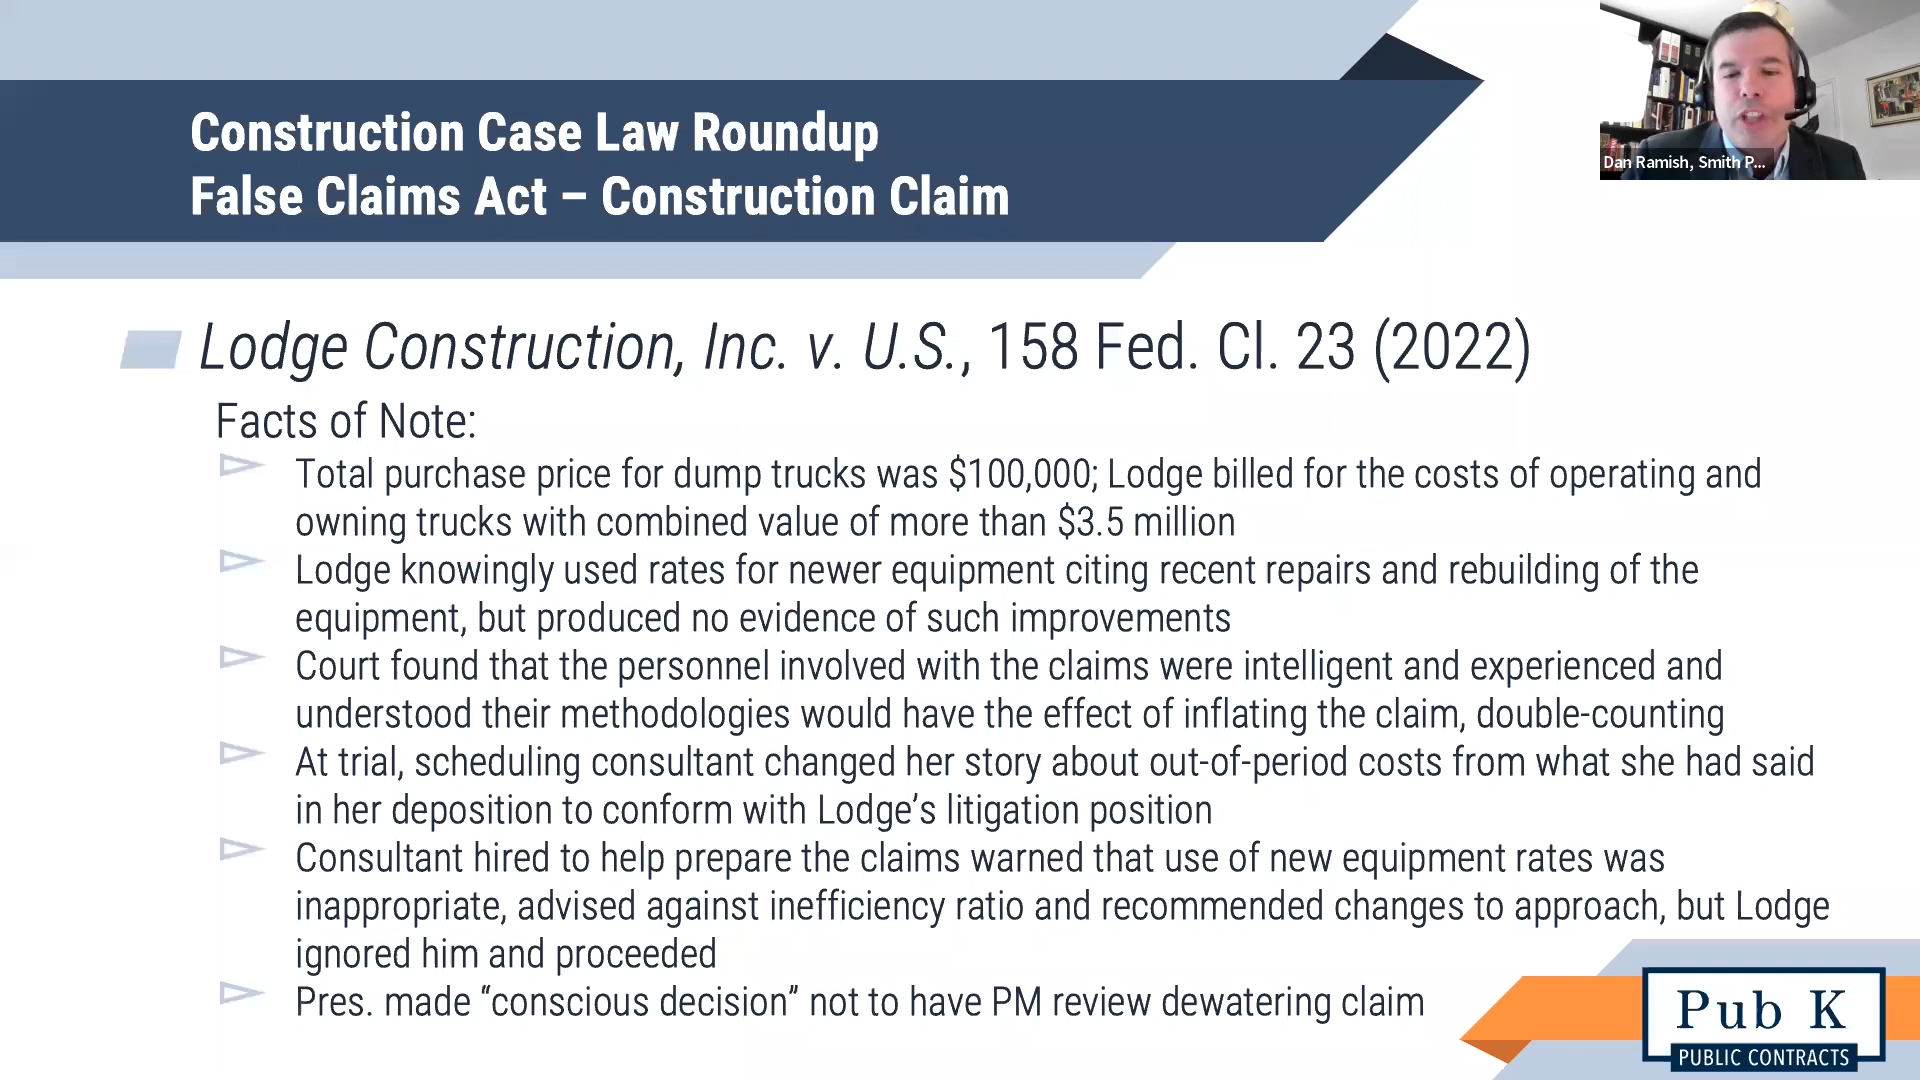 Construction Case Law Roundup
False Claims Act – Construction Claim
Dan Ramish, Smith P...
Lodge Construction, Inc. v. U.S., 158 Fed. Cl. 23 (2022)
Facts of Note:
Total purchase price for dump trucks was $100,000; Lodge billed for the costs of operating and
owning trucks with combined value of more than $3.5 million
Lodge knowingly used rates for newer equipment citing recent repairs and rebuilding of the
equipment, but produced no evidence of such improvements
Court found that the personnel involved with the claims were intelligent and experienced and
understood their methodologies would have the effect of inflating the claim, double-counting
At trial, scheduling consultant changed her story about out-of-period costs from what she had said
in her deposition to conform with Lodge’s litigation position
Consultant hired to help prepare the claims warned that use of new equipment rates was
inappropriate, advised against inefficiency ratio and recommended changes to approach, but Lodge
ignored him and proceeded
Pres. made “conscious decision” not to have PM review dewatering claim
Pub K
PUBLIC CONTRACTS